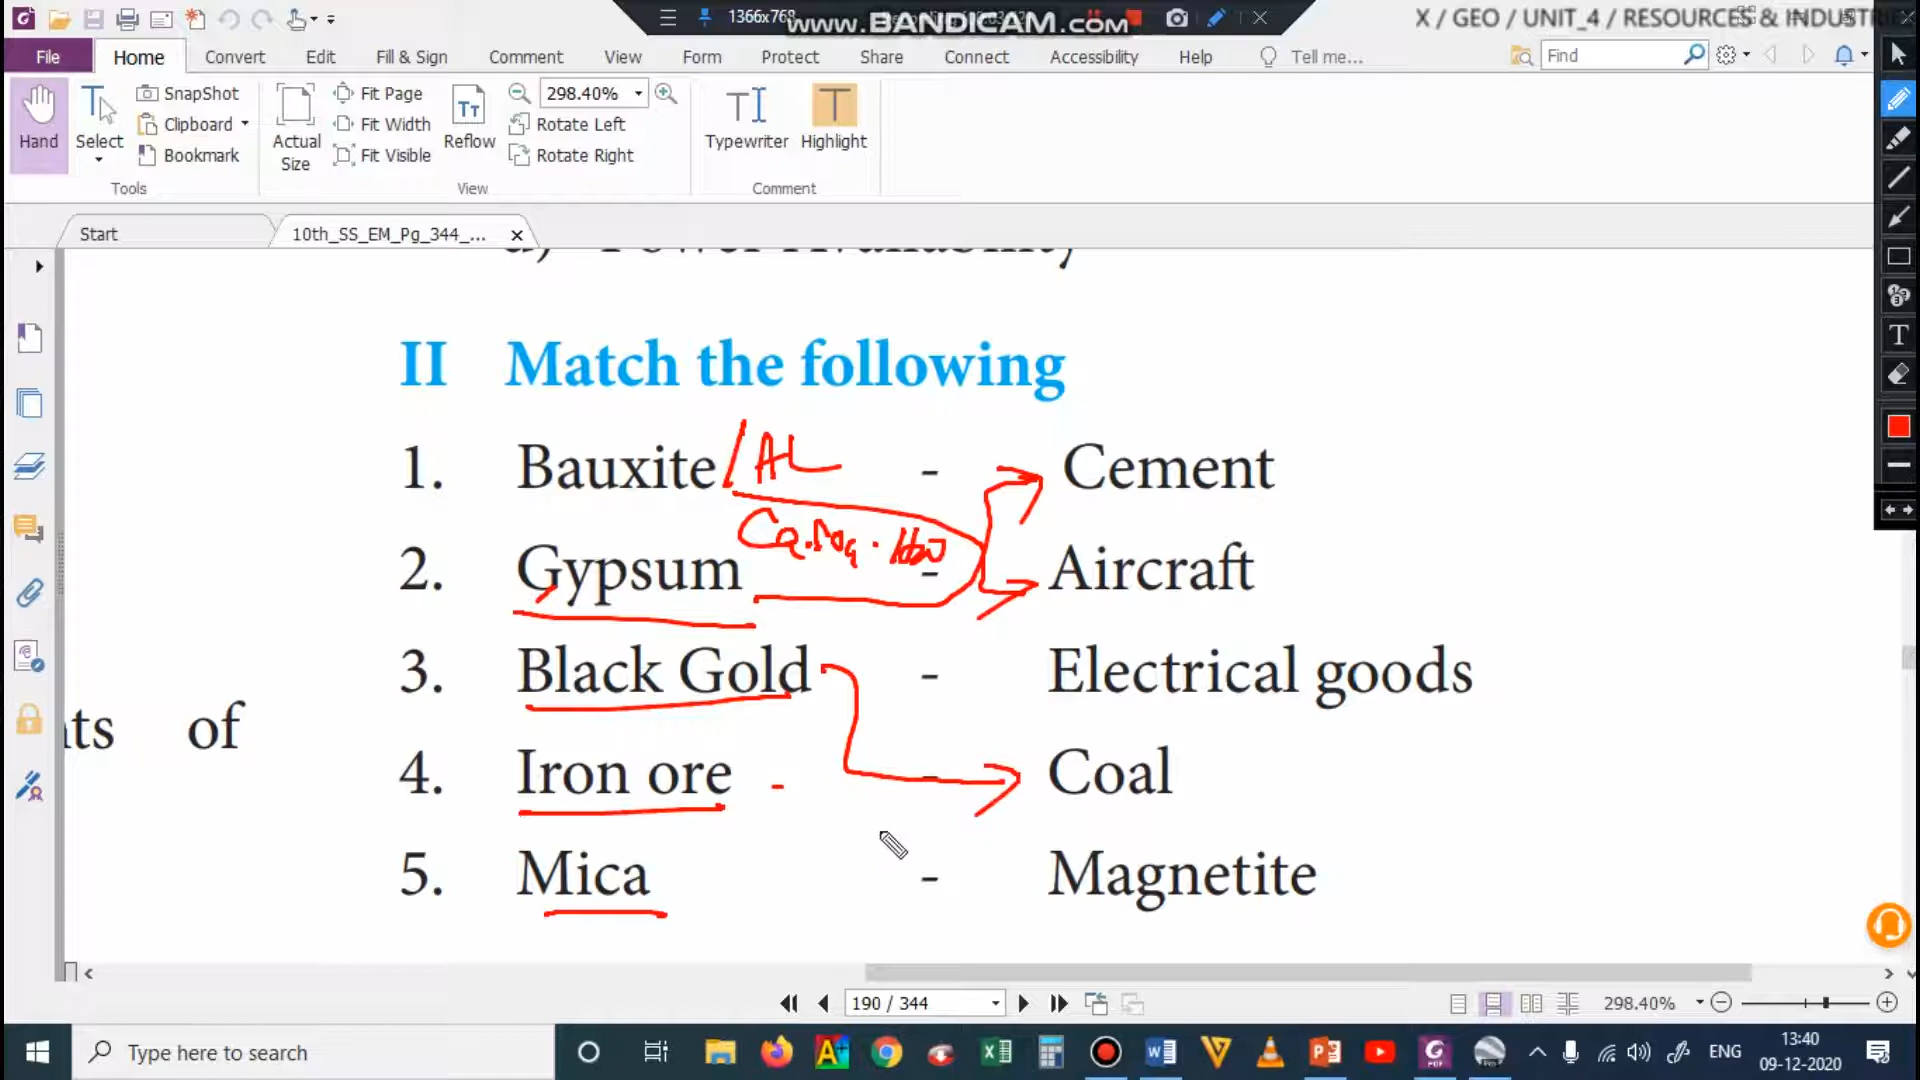 1366x768
www.BANDICAM.com
X / GEO / UNIT_4 / RESOURCES & INDUSTR
File Home Convert Edit Fill & Sign Comment View Form Protect Share Connect Accessibility Help Tell me... Find
SnapShot Fit Page 298.40%
Clipboard Fit Width Rotate Left
Bookmark Fit Visible Rotate Right
Hand Select Actual Size Reflow Typewriter Highlight
Tools View Comment
Start 10th_SS_EM_Pg_344_...
d) Power Availability
II Match the following
1. Bauxite / AL - Cement
2. Gypsum - Aircraft
3. Black Gold - Electrical goods
4. Iron ore - - Coal
5. Mica - Magnetite
of
190 / 344 298.40%
Type here to search ENG 13:40
09-12-2020